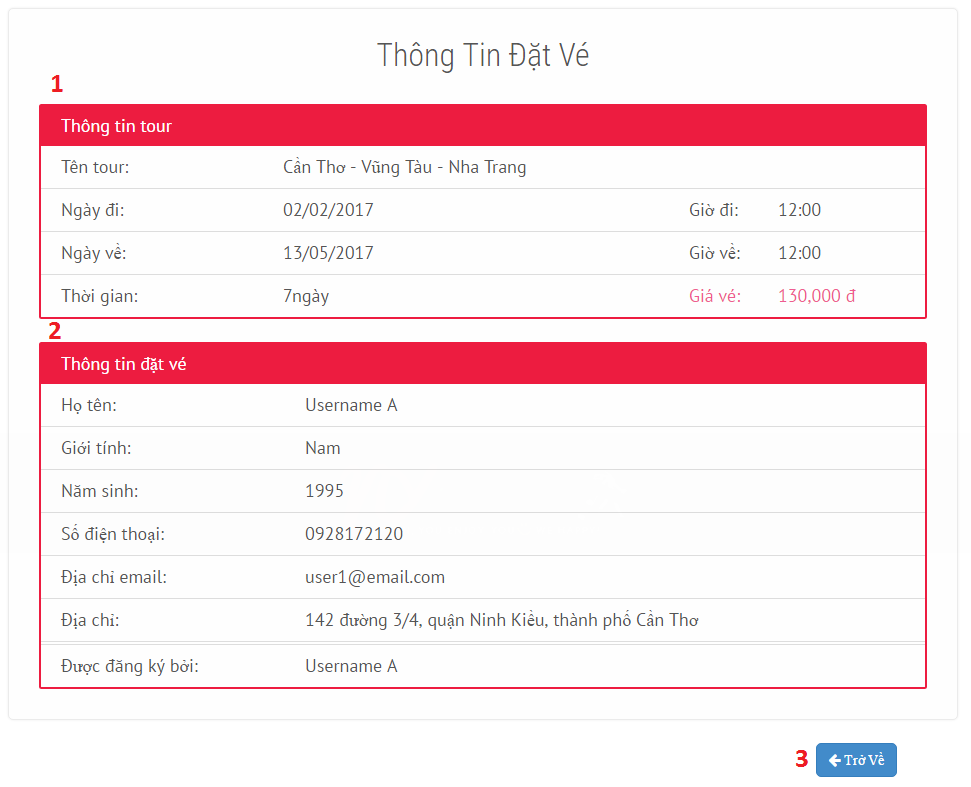 Thông Tin Đặt Vé
1
Thông tin tour
Tên tour: Cần Thơ - Vũng Tàu - Nha Trang
Ngày đi: 02/02/2017 Giờ đi: 12:00
Ngày về: 13/05/2017 Giờ về: 12:00
Thời gian: 7ngày Giá vé: 130,000 đ
2
Thông tin đặt vé
Họ tên: Username A
Giới tính: Nam
Năm sinh: 1995
Số điện thoại: 0928172120
Địa chỉ email: user1@email.com
Địa chỉ: 142 đường 3/4, quận Ninh Kiều, thành phố Cần Thơ
Được đăng ký bởi: Username A
3 Trở Về